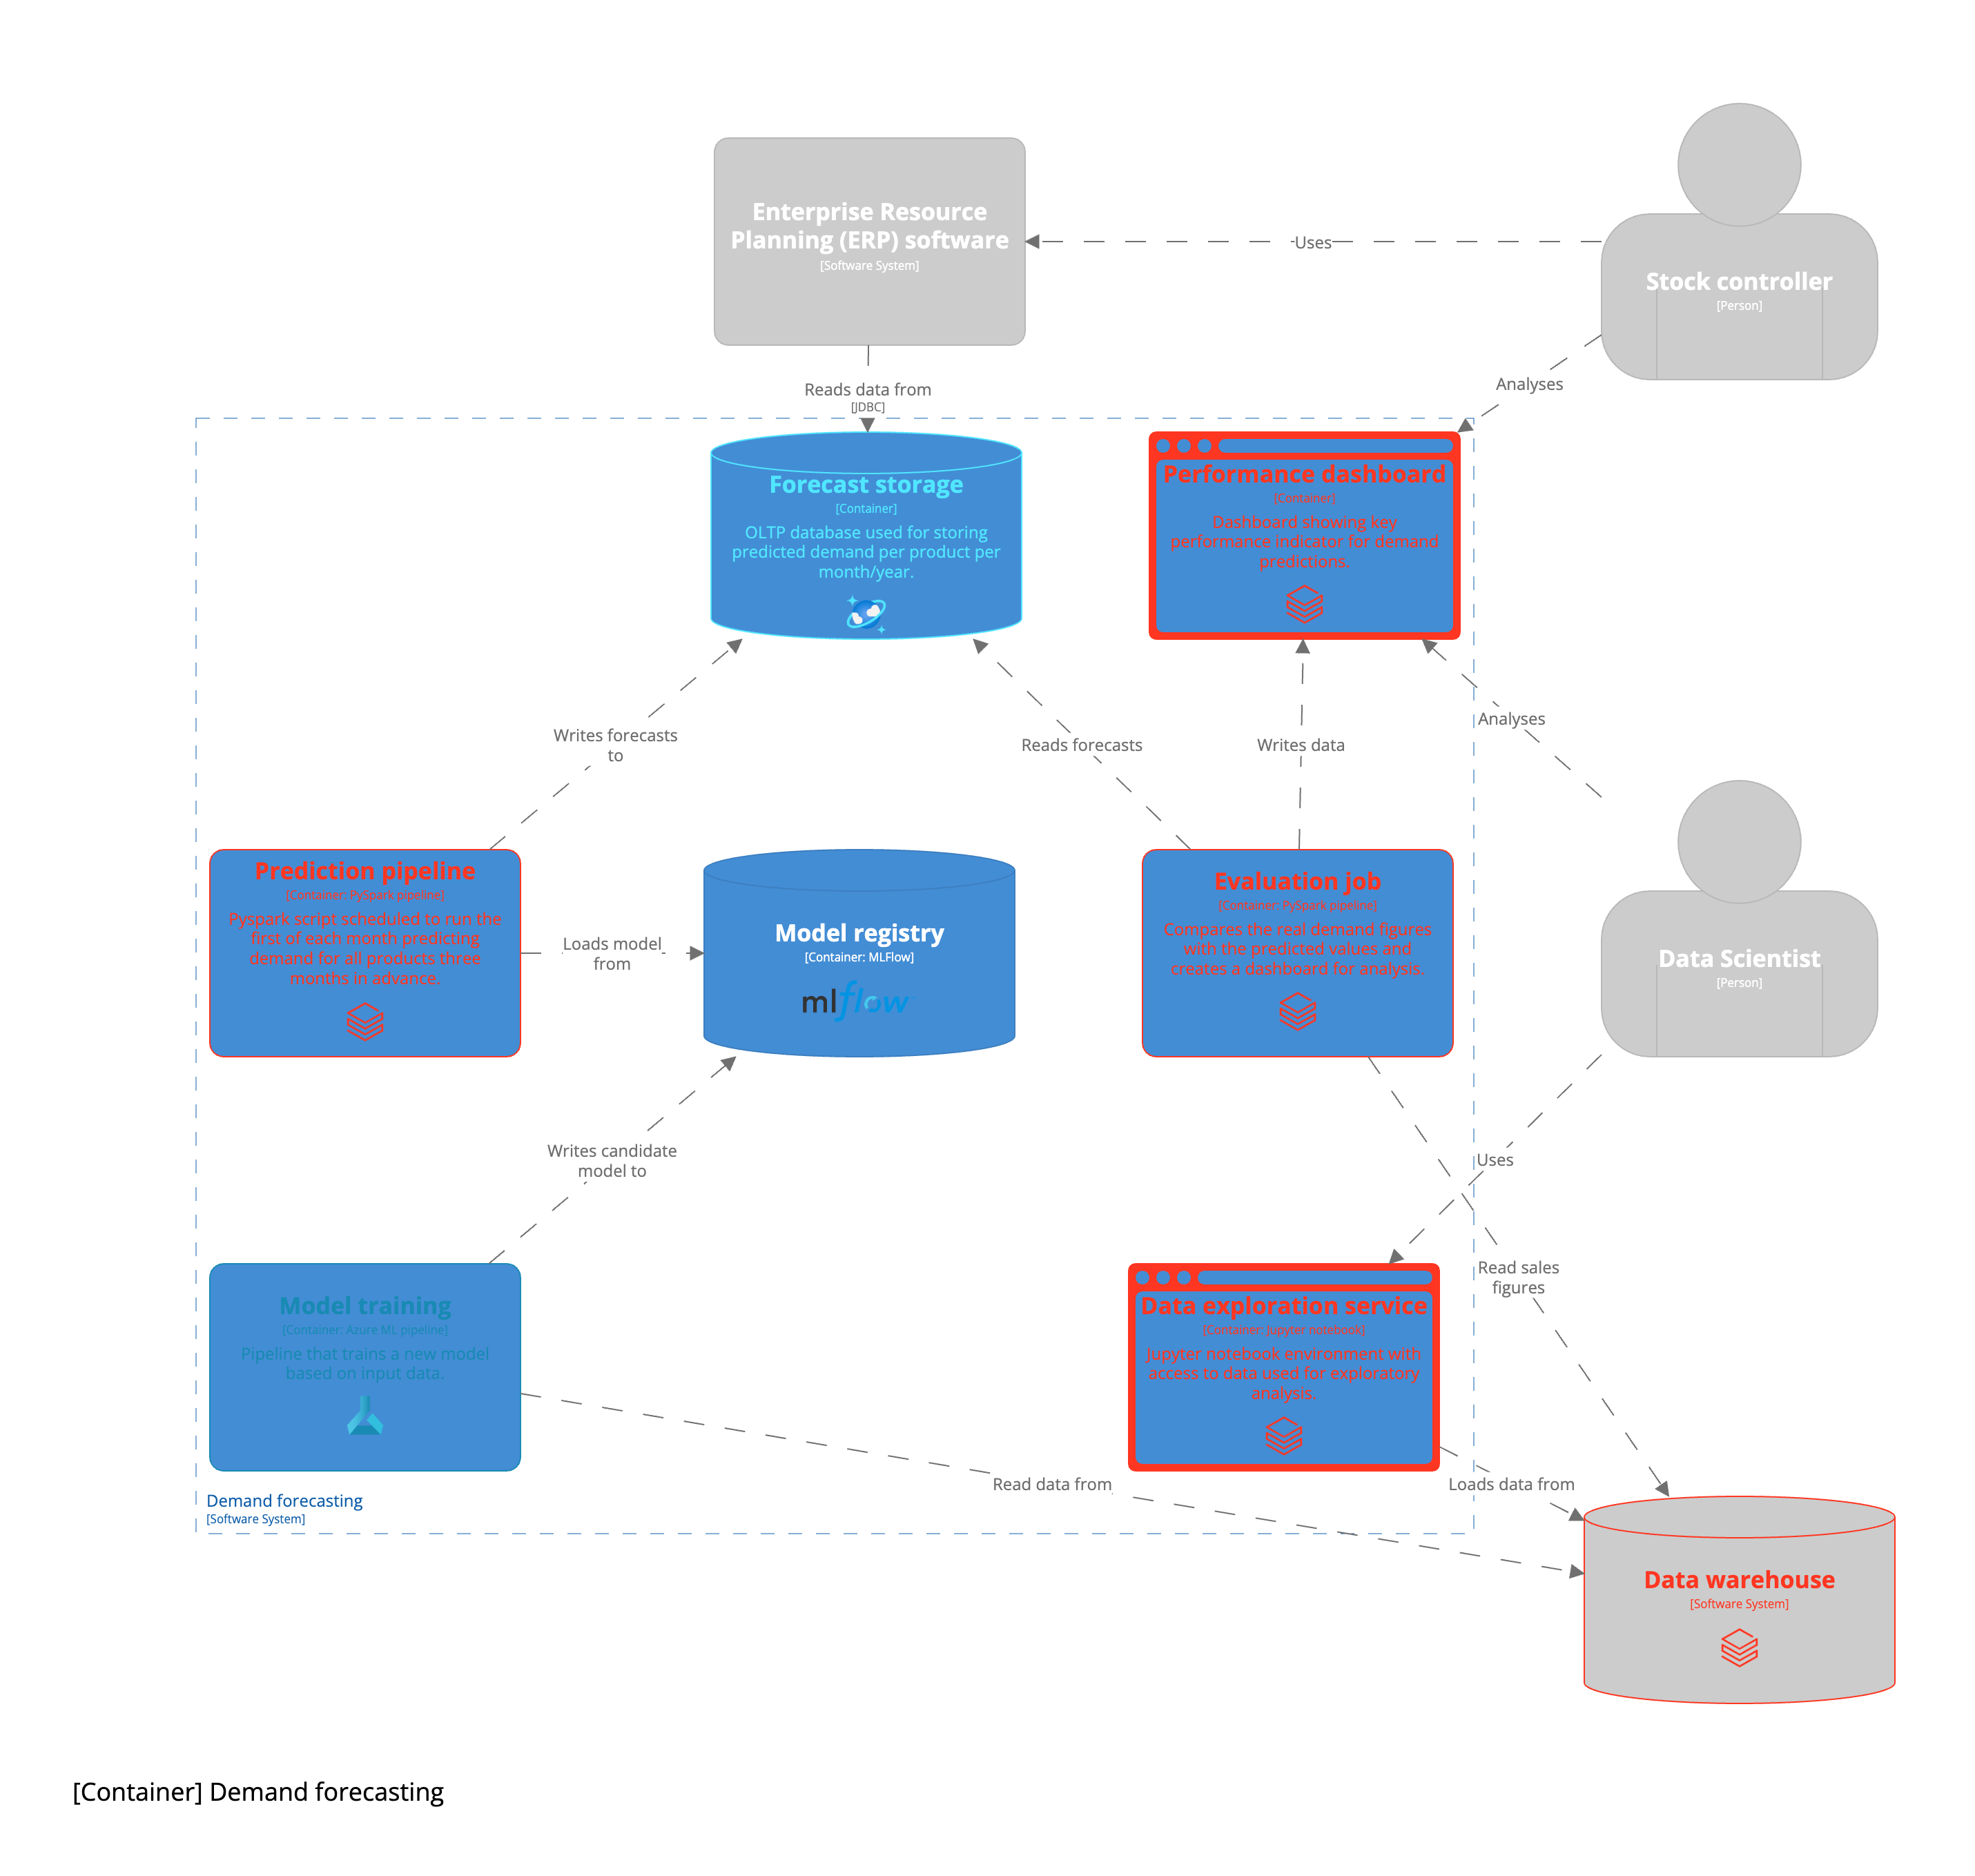 Enterprise Resource
Planning (ERP) software
[Software System]
Uses
Stock controller
[Person]
Reads data from
[JDBC]
Analyses
Forecast storage
[Container]
OLTP database used for storing
predicted demand per product per
month/year.
Performance dashboard
[Container]
Dashboard showing key
performance indicator for demand
predictions.
Writes forecasts
to
Reads forecasts
Writes data
Analyses
Prediction pipeline
[Container: PySpark pipeline]
Pyspark script scheduled to run the
first of each month predicting
demand for all products three
months in advance.
Loads model
from
Model registry
[Container: MLFlow]
mlflow
Evaluation job
[Container: PySpark pipeline]
Compares the real demand figures
with the predicted values and
creates a dashboard for analysis.
Data Scientist
[Person]
Writes candidate
model to
Uses
Model training
[Container: Azure ML pipeline]
Pipeline that trains a new model
based on input data.
Data exploration service
[Container: Jupyter notebook]
Jupyter notebook environment with
access to data used for exploratory
analysis.
Read sales
figures
Read data from
Loads data from
Demand forecasting
[Software System]
Data warehouse
[Software System]
[Container] Demand forecasting